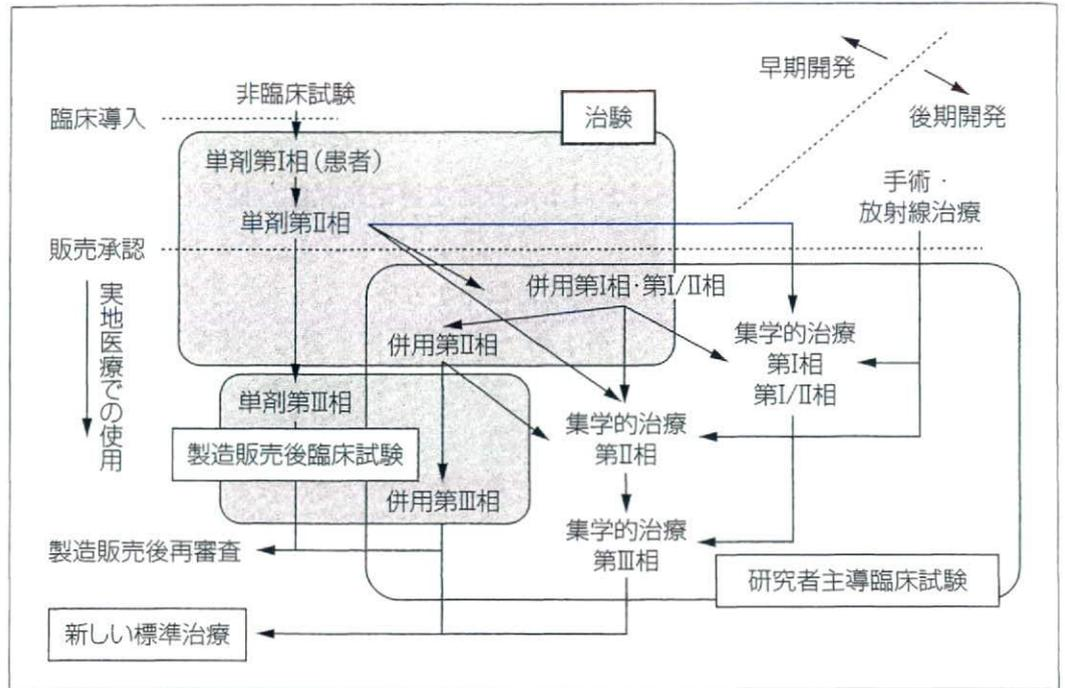 早期開発
後期開発
非臨床試験
臨床導入
治験
単剤第Ⅰ相(患者)
手術・
放射線治療
単剤第Ⅱ相
販売承認
実地医療での使用
併用第Ⅰ相・第Ⅰ/Ⅱ相
併用第Ⅱ相
集学的治療
第Ⅰ相
第Ⅰ/Ⅱ相
単剤第Ⅲ相
集学的治療
第Ⅱ相
製造販売後臨床試験
併用第Ⅲ相
集学的治療
第Ⅲ相
製造販売後再審査
研究者主導臨床試験
新しい標準治療